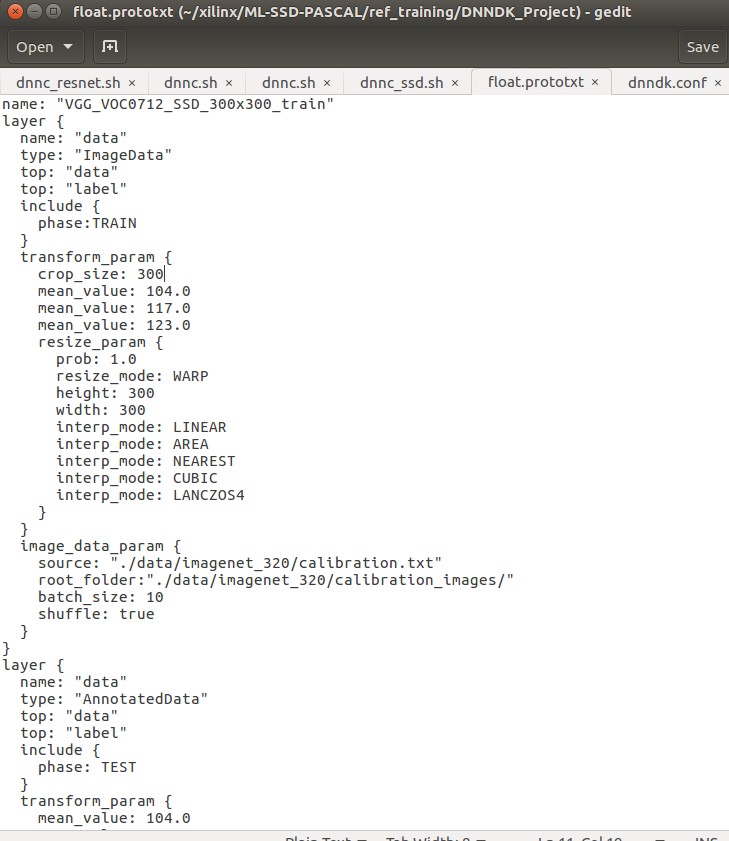 float.prototxt (~/xilinx/ML-SSD-PASCAL/ref_training/DNNDK_Project) - gedit
Open Save
dnnc_resnet.sh × dnnc.sh × dnnc.sh × dnnc_ssd.sh × float.prototxt × dnndk.conf ×
name: "VGG_VOC0712_SSD_300x300_train"
layer {
  name: "data"
  type: "ImageData"
  top: "data"
  top: "label"
  include {
    phase:TRAIN
  }
  transform_param {
    crop_size: 300
    mean_value: 104.0
    mean_value: 117.0
    mean_value: 123.0
    resize_param {
      prob: 1.0
      resize_mode: WARP
      height: 300
      width: 300
      interp_mode: LINEAR
      interp_mode: AREA
      interp_mode: NEAREST
      interp_mode: CUBIC
      interp_mode: LANCZOS4
    }
  }
  image_data_param {
    source: "./data/imagenet_320/calibration.txt"
    root_folder:"./data/imagenet_320/calibration_images/"
    batch_size: 10
    shuffle: true
  }
}
layer {
  name: "data"
  type: "AnnotatedData"
  top: "data"
  top: "label"
  include {
    phase: TEST
  }
  transform_param {
    mean_value: 104.0